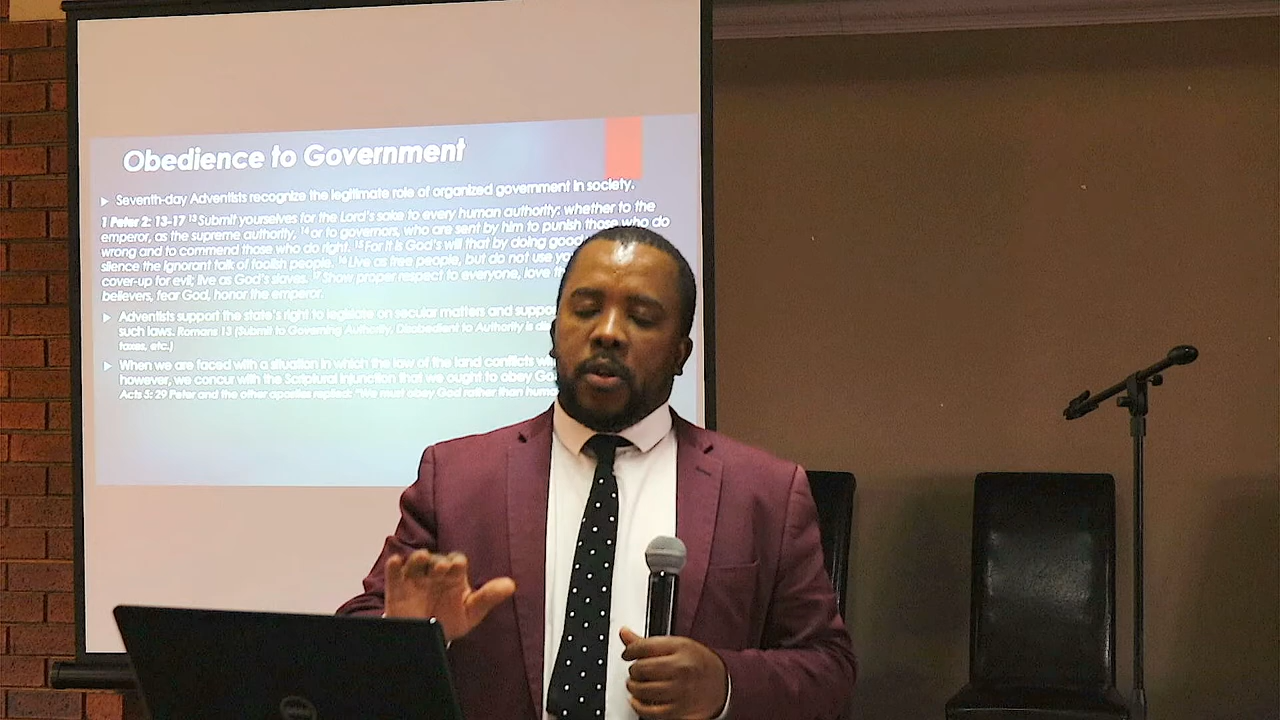 Obedience to Government
Seventh-day Adventists recognize the legitimate role of organized government in society.
1 Peter 2: 13-17 13 Submit yourselves for the Lord's sake to every human authority: whether to the
emperor, as the supreme authority, 14 or to governors, who are sent by him to punish those who do
wrong and to commend those who do right. 15 For it is God's will that by doing good
silence the ignorant talk of foolish people. 16 Live as free people, but do not use
cover-up for evil; live as God's slaves. 17 Show proper respect to everyone, love
believers, fear God, honor the emperor.
Adventists support the state's right to legislate on secular matters and
such laws. Romans 13 (Submit to Governing Authority, Disobedient to Authority is
taxes, etc.)
When we are faced with a situation in which the law of the land conflicts
however, we concur with the Scriptural injunction that we ought to obey
Acts 5: 29 Peter and the other apostles replied: "We must obey God rather than
DELL